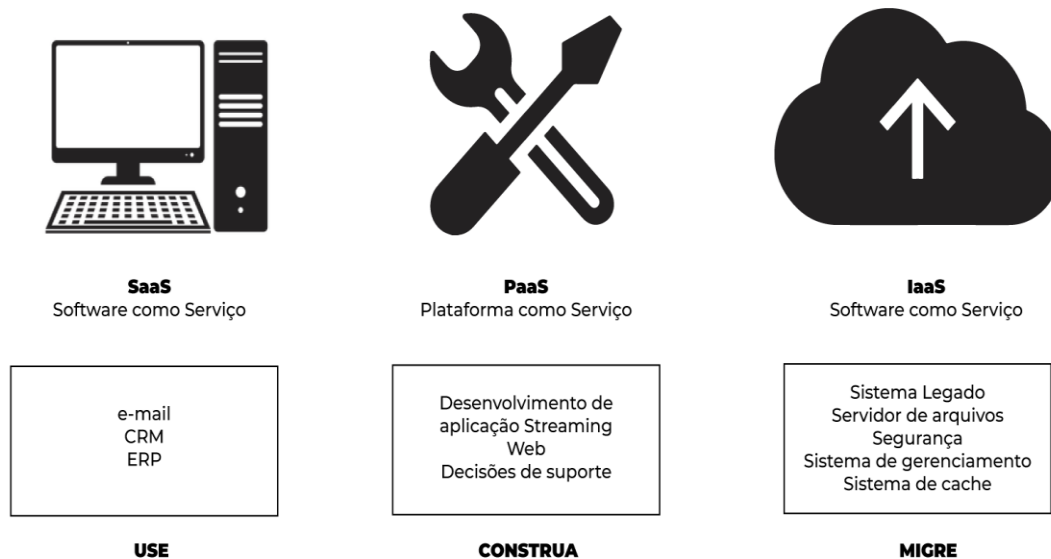 SaaS
Software como Serviço
e-mail
CRM
ERP
USE
PaaS
Plataforma como Serviço
Desenvolvimento de
aplicação Streaming
Web
Decisões de suporte
CONSTRUA
IaaS
Software como Serviço
Sistema Legado
Servidor de arquivos
Segurança
Sistema de gerenciamento
Sistema de cache
MIGRE